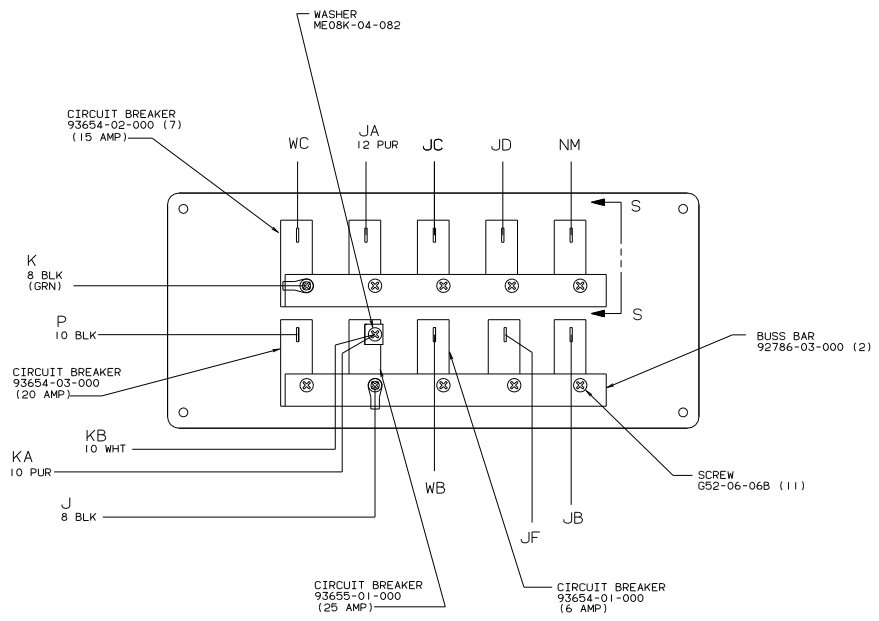 WASHER
ME08K-04-082
CIRCUIT BREAKER
93654-02-000 (7)
(15 AMP)
WC
JA
12 PUR
JC
JD
NM
S
K
8 BLK
(GRN)
S
P
10 BLK
BUSS BAR
92786-03-000 (2)
CIRCUIT BREAKER
93654-03-000
(20 AMP)
KB
10 WHT
KA
10 PUR
J
8 BLK
WB
SCREW
G52-06-06B (11)
JF
JB
CIRCUIT BREAKER
93655-01-000
(25 AMP)
CIRCUIT BREAKER
93654-01-000
(6 AMP)